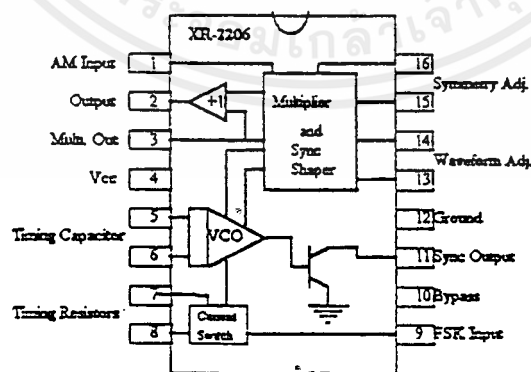 XR-2206
AM Input 1
Output 2
Mult. Out 3
Vcc 4
5
Timing Capacitor
6
7
Timing Resistors
8
+1
Multiplier
and
Sine
Shaper
VCO
Current
Switch
16
Symmetry Adj.
15
14
Waveform Adj.
13
12 Ground
11 Sync Output
10 Bypass
9 FSK Input